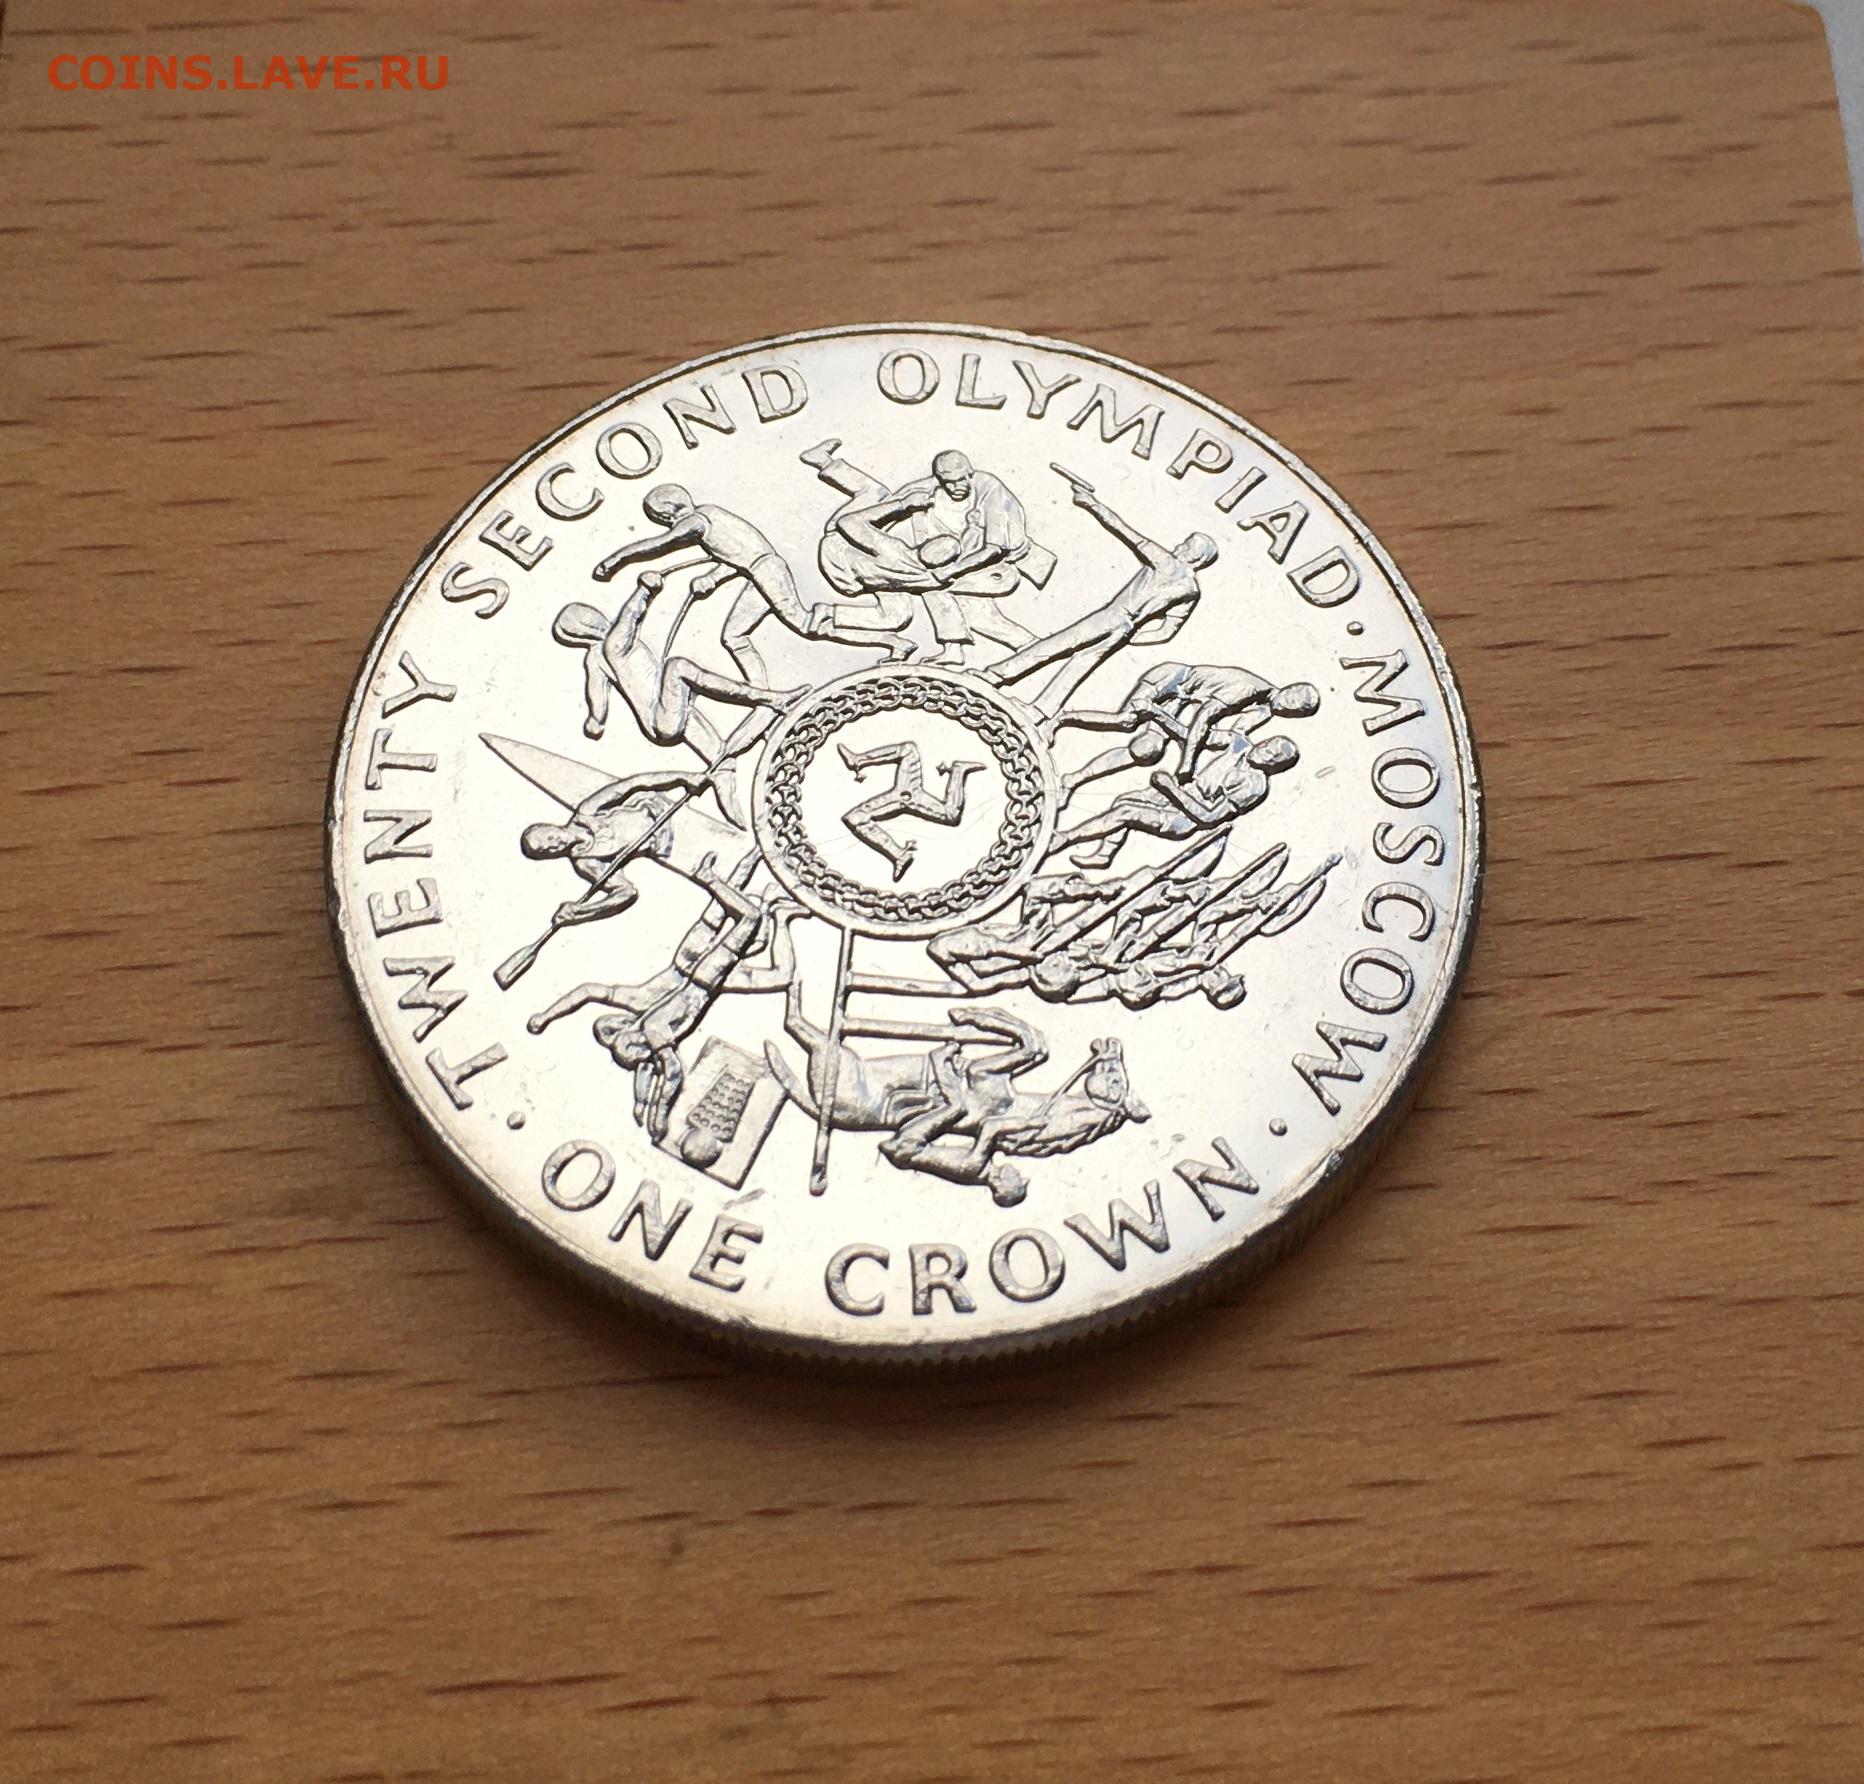 COINS.LAVE.RU
TWENTY SECOND OLYMPIAD · MOSCOW ·
ONE CROWN ·